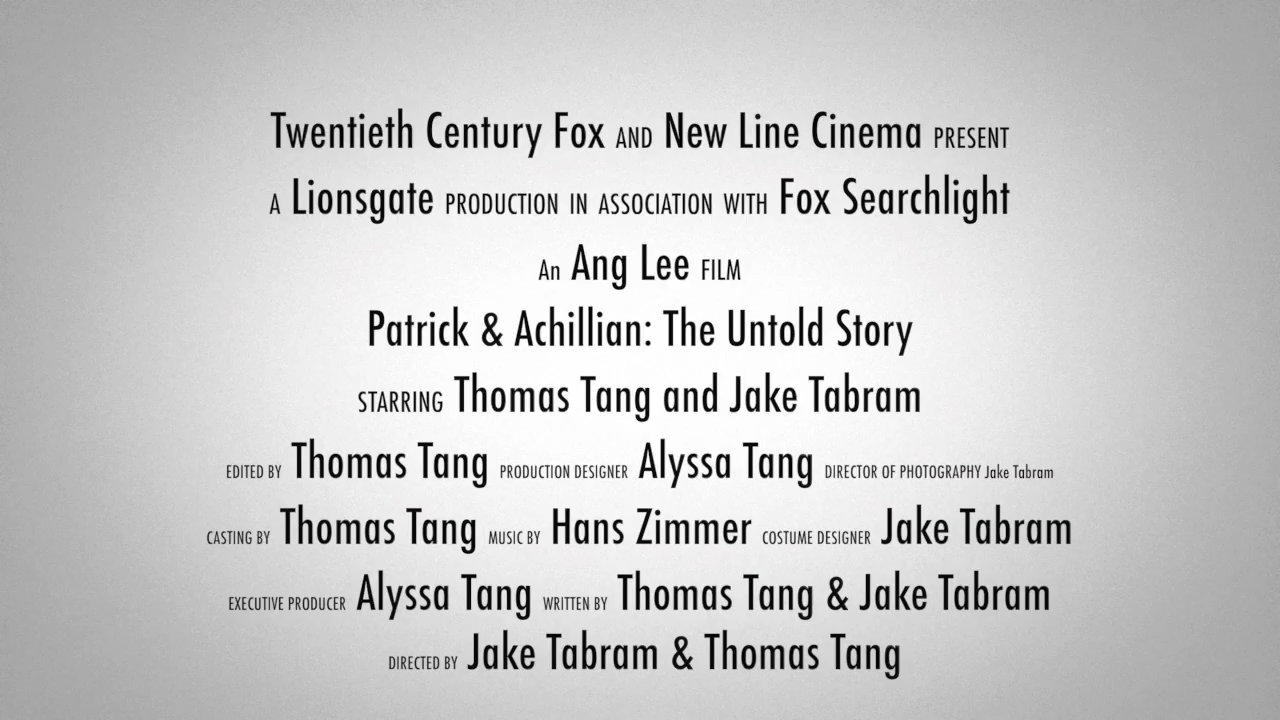 Twentieth Century Fox AND New Line Cinema PRESENT
A Lionsgate PRODUCTION IN ASSOCIATION WITH Fox Searchlight
An Ang Lee FILM
Patrick & Achillian: The Untold Story
STARRING Thomas Tang and Jake Tabram
EDITED BY Thomas Tang PRODUCTION DESIGNER Alyssa Tang DIRECTOR OF PHOTOGRAPHY Jake Tabram
CASTING BY Thomas Tang MUSIC BY Hans Zimmer COSTUME DESIGNER Jake Tabram
EXECUTIVE PRODUCER Alyssa Tang WRITTEN BY Thomas Tang & Jake Tabram
DIRECTED BY Jake Tabram & Thomas Tang